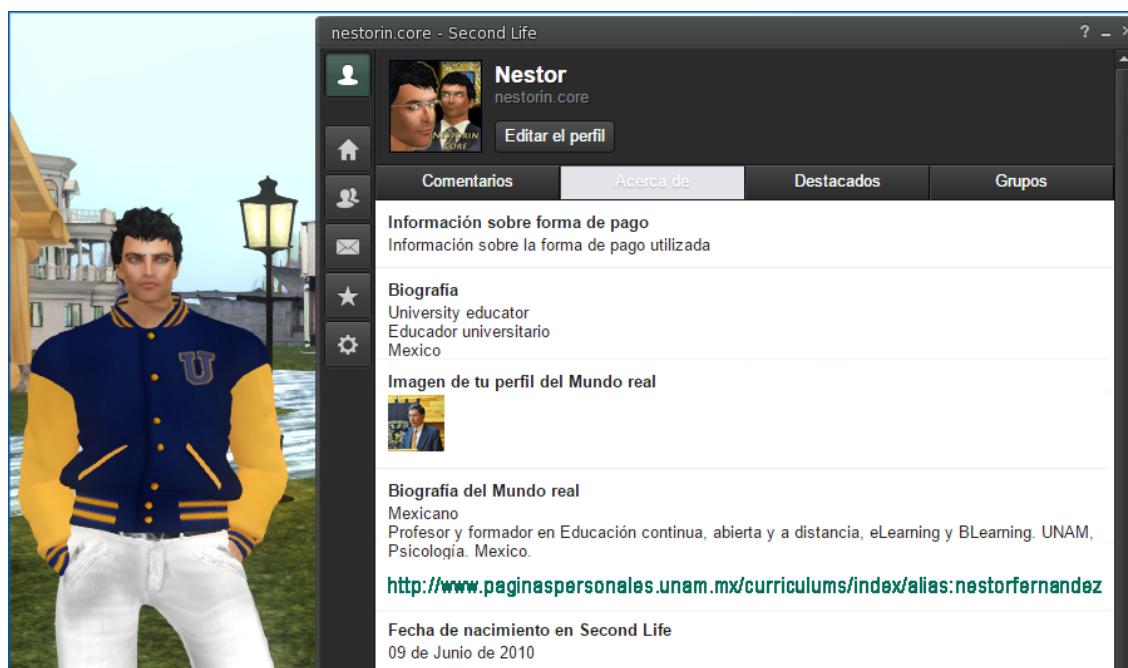 nestorin.core - Second Life
Nestor
nestorin.core
NESTORIN
CORE
Editar el perfil
Comentarios
Acerca de
Destacados
Grupos
Información sobre forma de pago
Información sobre la forma de pago utilizada
Biografía
University educator
Educador universitario
Mexico
Imagen de tu perfil del Mundo real
U
Biografía del Mundo real
Mexicano
Profesor y formador en Educación continua, abierta y a distancia, eLearning y BLearning. UNAM,
Psicología. Mexico.
http://www.paginaspersonales.unam.mx/curriculums/index/alias:nestorfernandez
Fecha de nacimiento en Second Life
09 de Junio de 2010